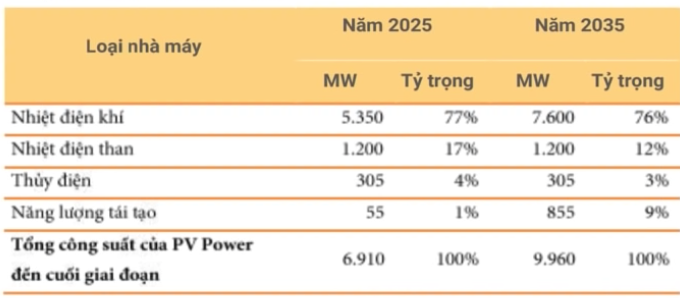 Loại nhà máy Năm 2025 Năm 2035
MW Tỷ trọng MW Tỷ trọng
Nhiệt điện khí 5.350 77% 7.600 76%
Nhiệt điện than 1.200 17% 1.200 12%
Thủy điện 305 4% 305 3%
Năng lượng tái tạo 55 1% 855 9%
Tổng công suất của PV Power
đến cuối giai đoạn 6.910 100% 9.960 100%